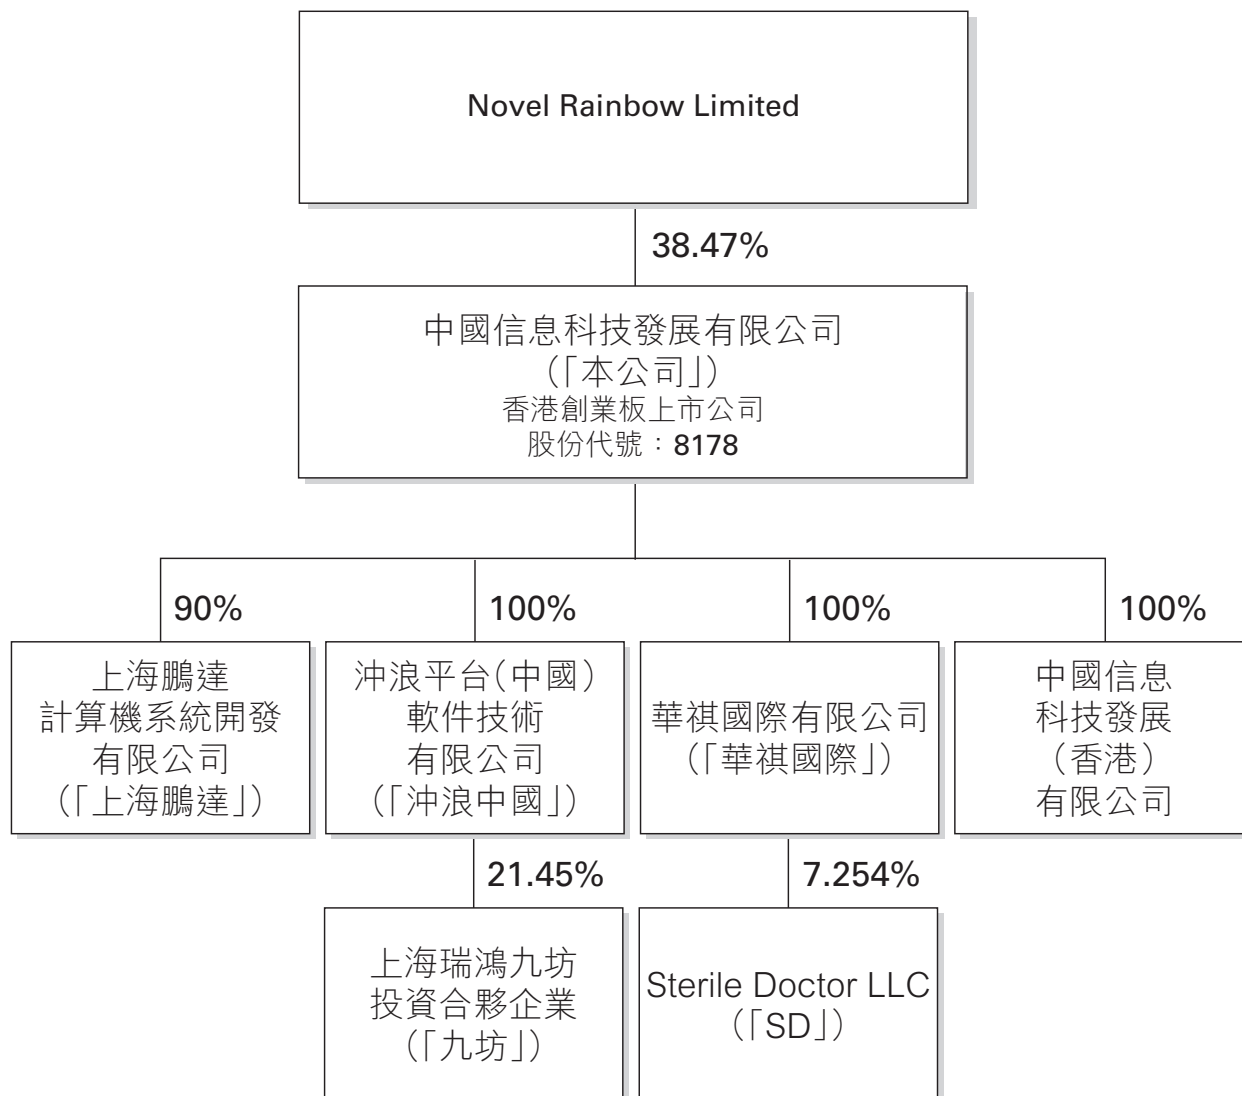 Novel Rainbow Limited
38.47%
中國信息科技發展有限公司
(「本公司」)
香港創業板上市公司
股份代號：8178
90%
100%
100%
100%
上海鵬達
計算機系統開發
有限公司
(「上海鵬達」)
沖浪平台(中國)
軟件技術
有限公司
(「沖浪中國」)
華祺國際有限公司
(「華祺國際」)
中國信息
科技發展
(香港)
有限公司
21.45%
7.254%
上海瑞鴻九坊
投資合夥企業
(「九坊」)
Sterile Doctor LLC
(「SD」)